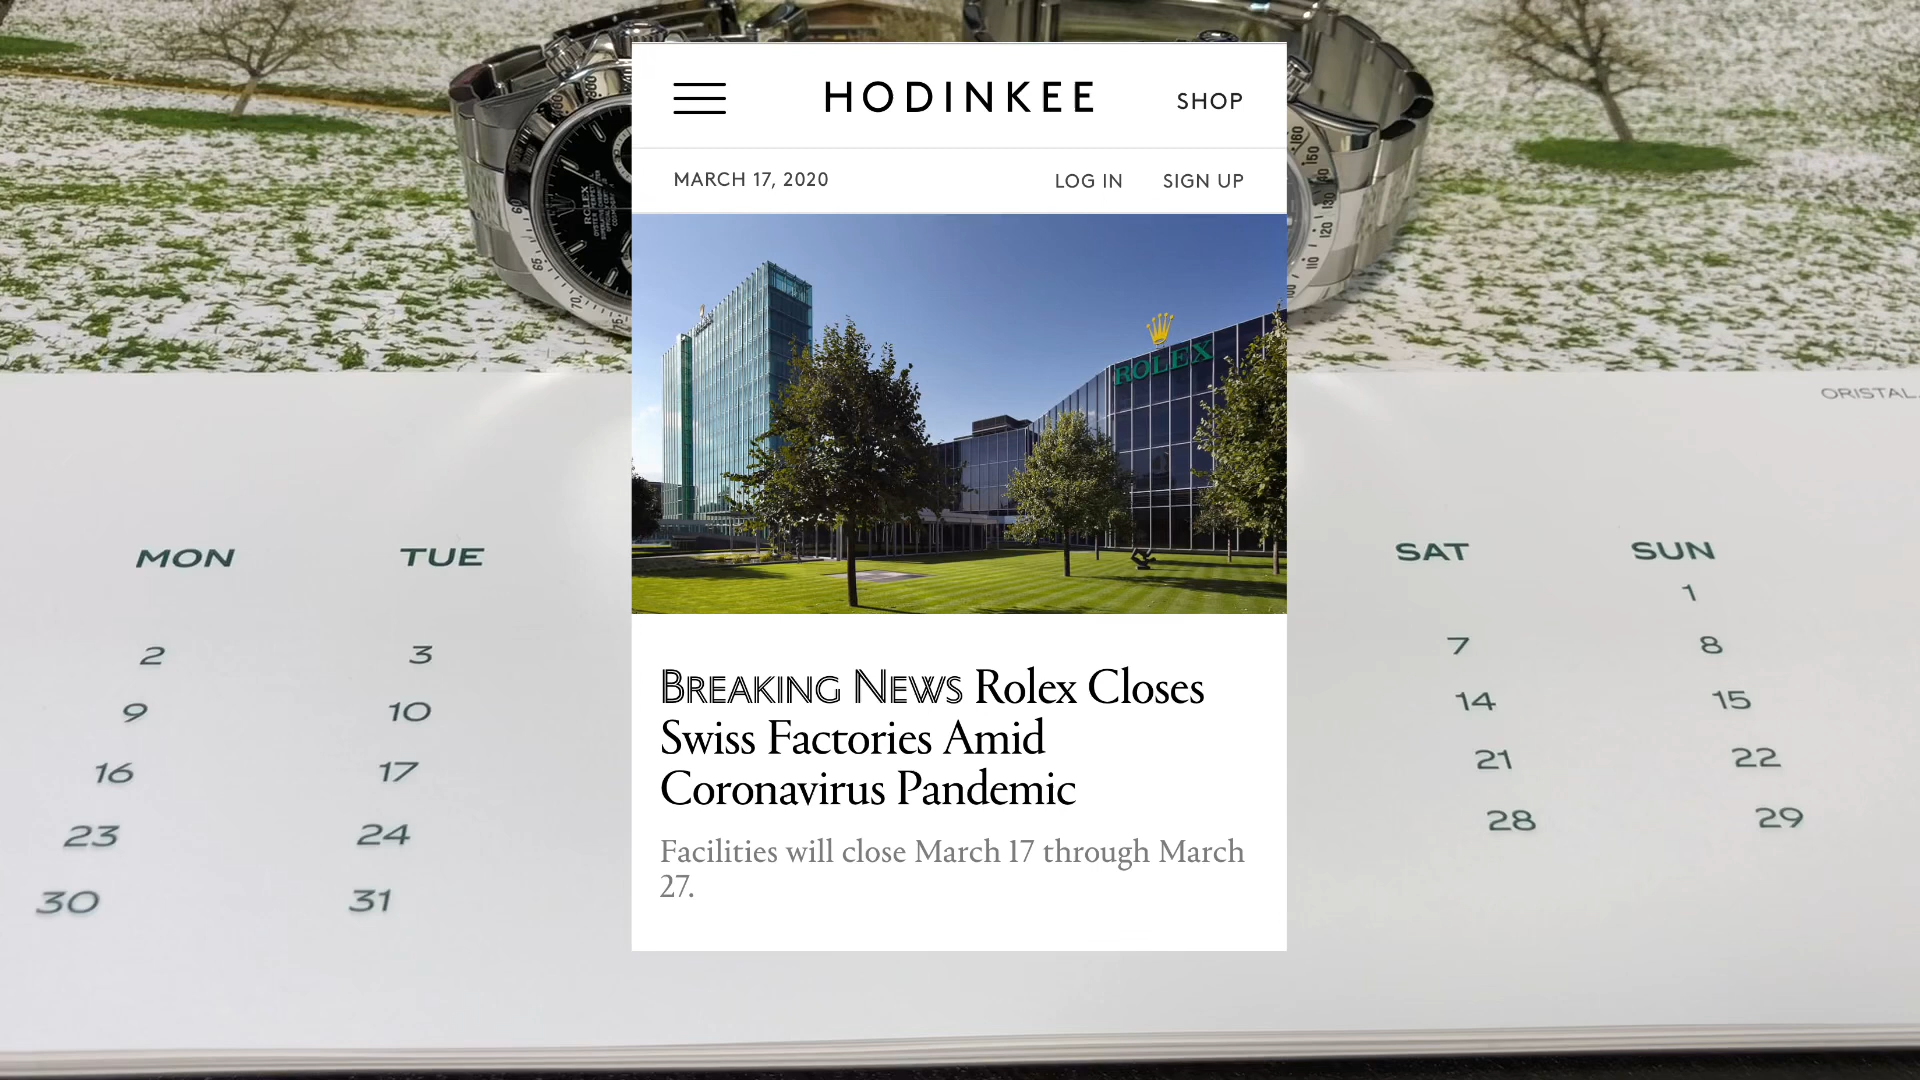 HODINKEE
SHOP
MARCH 17, 2020
LOG IN SIGN UP
ROLEX
ROLEX
BREAKING NEWS Rolex Closes
Swiss Factories Amid
Coronavirus Pandemic
Facilities will close March 17 through March
27.
MON TUE SAT SUN
1
2 3 7 8
9 10 14 15
16 17 21 22
23 24 28 29
30 31